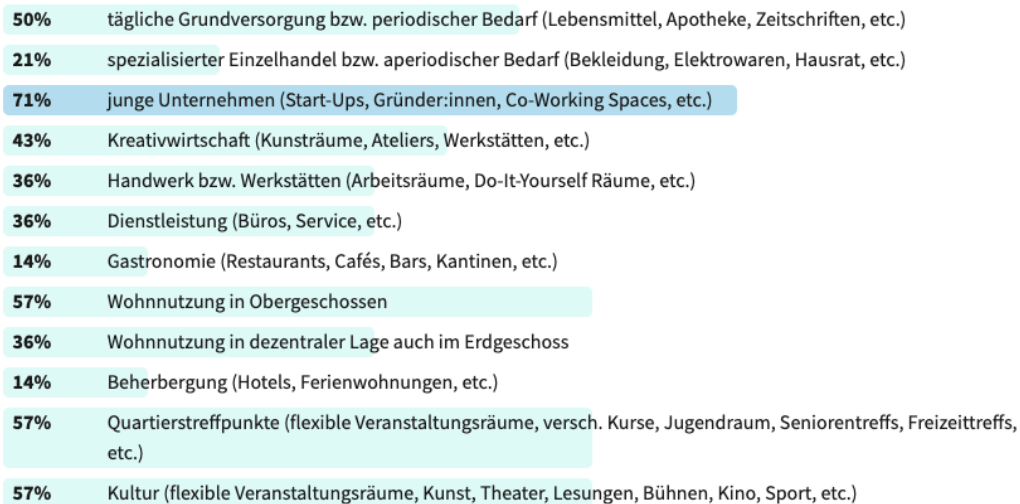 50% tägliche Grundversorgung bzw. periodischer Bedarf (Lebensmittel, Apotheke, Zeitschriften, etc.)
21% spezialisierter Einzelhandel bzw. aperiodischer Bedarf (Bekleidung, Elektrowaren, Hausrat, etc.)
71% junge Unternehmen (Start-Ups, Gründer:innen, Co-Working Spaces, etc.)
43% Kreativwirtschaft (Kunsträume, Ateliers, Werkstätten, etc.)
36% Handwerk bzw. Werkstätten (Arbeitsräume, Do-It-Yourself Räume, etc.)
36% Dienstleistung (Büros, Service, etc.)
14% Gastronomie (Restaurants, Cafés, Bars, Kantinen, etc.)
57% Wohnnutzung in Obergeschossen
36% Wohnnutzung in dezentraler Lage auch im Erdgeschoss
14% Beherbergung (Hotels, Ferienwohnungen, etc.)
57% Quartierstreffpunkte (flexible Veranstaltungsräume, versch. Kurse, Jugendraum, Seniorentreffs, Freizeittreffs,
etc.)
57% Kultur (flexible Veranstaltungsräume, Kunst, Theater, Lesungen, Bühnen, Kino, Sport, etc.)